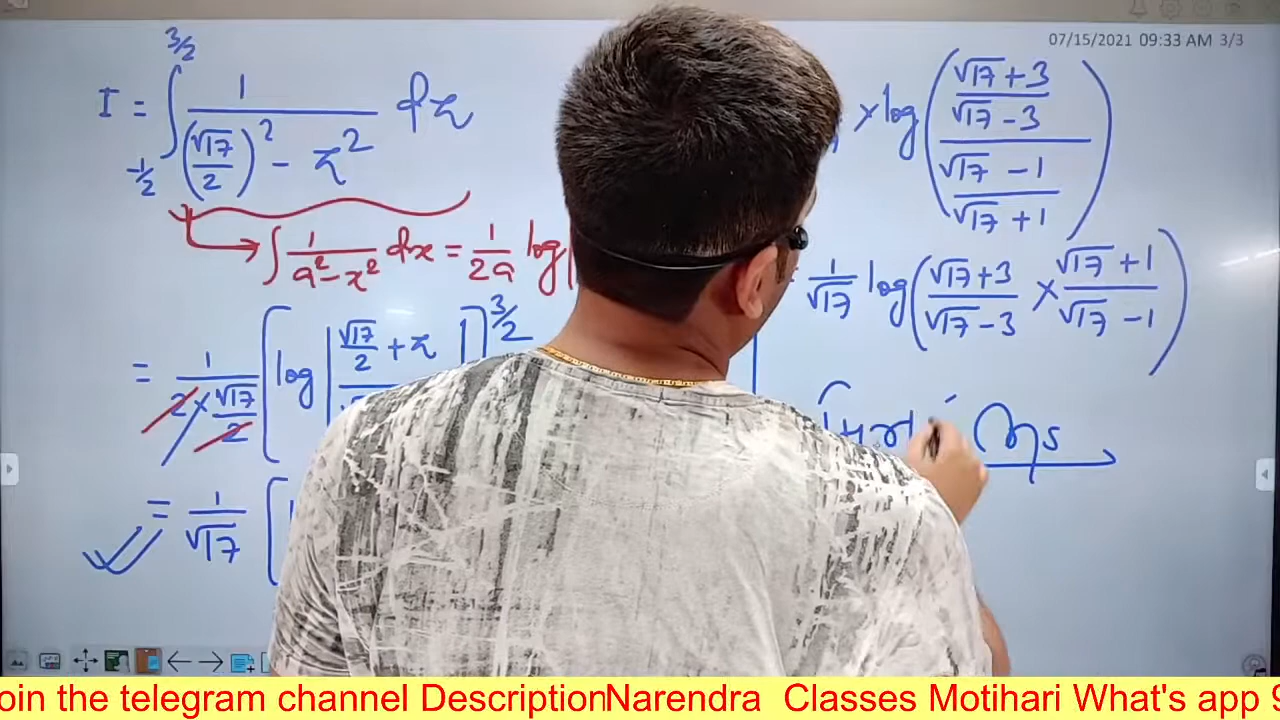 07/15/2021 09:33 AM 3/3
I = ∫_{-1/2}^{3/2} 1/((√17/2)² - z²) dz
∫ 1/(a²-x²) dx = 1/2a log|
= 1/(2×√17/2) [log| √17/2 + z |]^{3/2}
= 1/√17 [
× log( ((√17+3)/(√17-3)) / ((√17-1)/(√17+1)) )
1/√17 log( (√17+3)/(√17-3) × (√17+1)/(√17-1) )
Ans
oin the telegram channel DescriptionNarendra Classes Motihari What's app 9